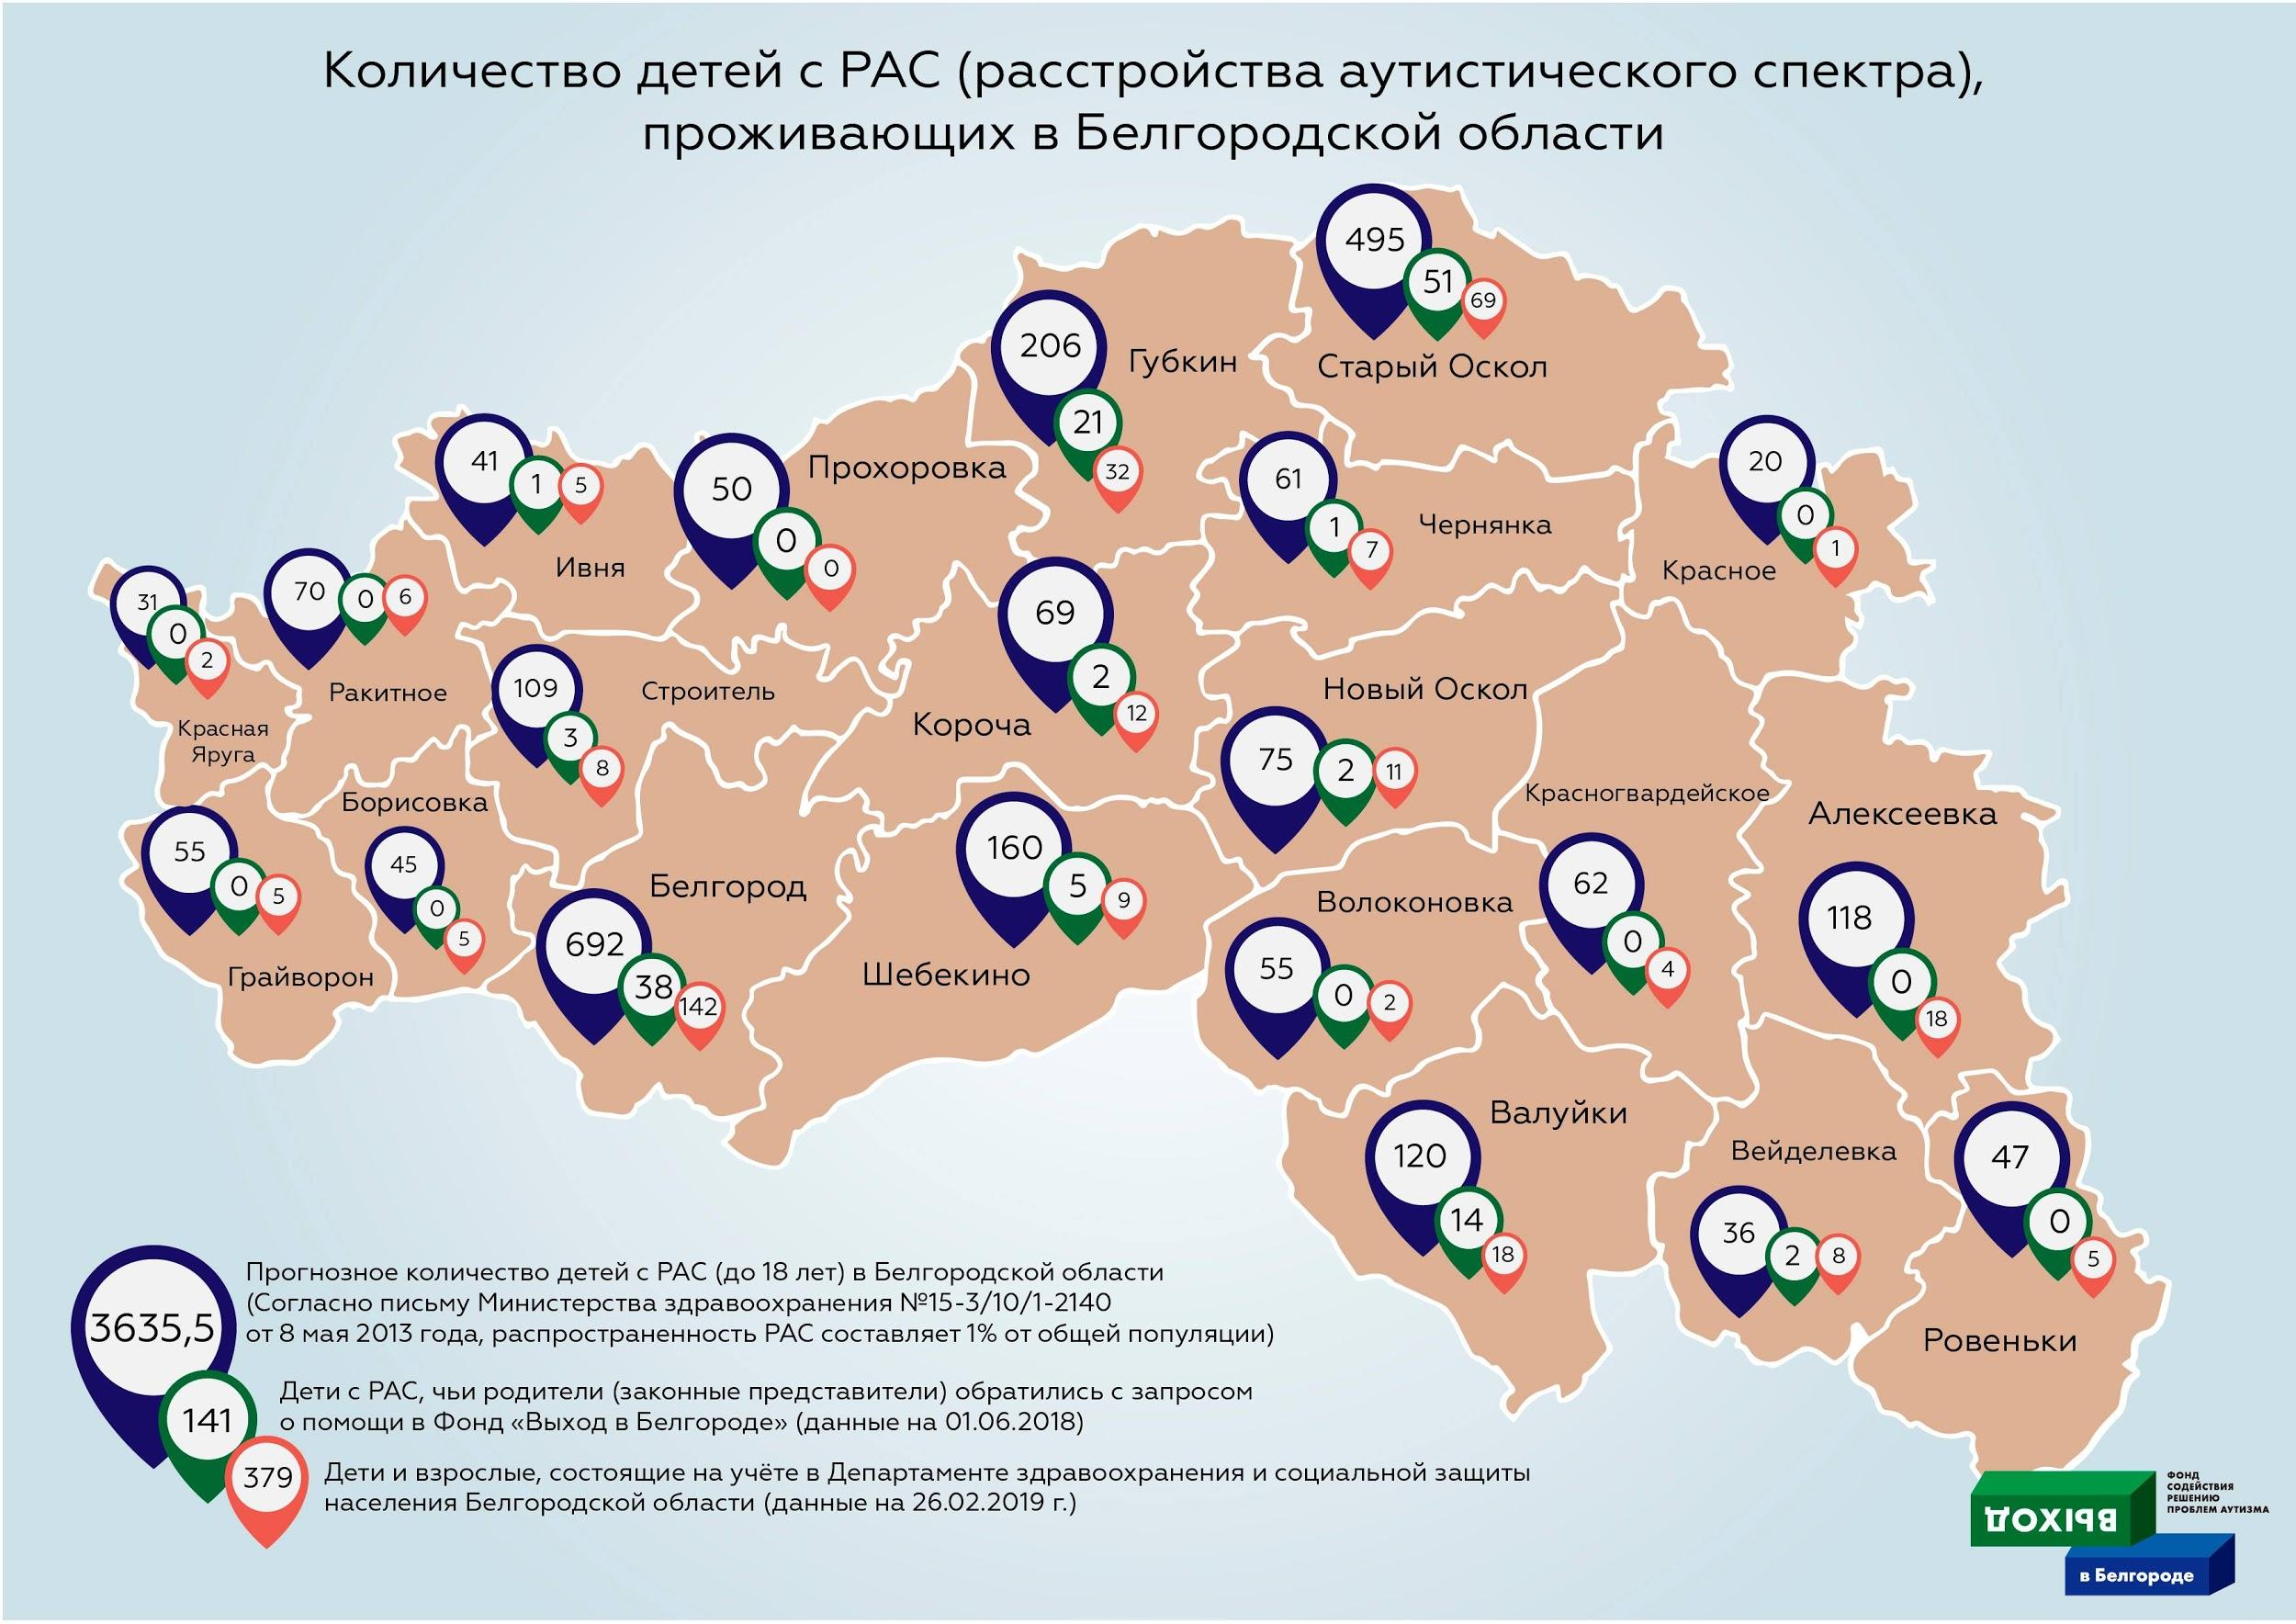 Количество детей с РАС (расстройства аутистического спектра),
проживающих в Белгородской области
495
51
69
Старый Оскол
206
21
32
Губкин
41
1
5
Ивня
50
0
0
Прохоровка
61
1
7
Чернянка
20
0
1
Красное
31
0
2
Красная
Яруга
70
0
6
Ракитное
109
3
8
Строитель
69
2
12
Короча
Новый Оскол
75
2
11
Красногвардейское
62
0
4
Алексеевка
118
0
18
55
0
5
Грайворон
Борисовка
45
0
5
Белгород
692
38
142
160
5
9
Шебекино
Волоконовка
55
0
2
Валуйки
120
14
18
Вейделевка
36
2
8
47
0
5
Ровеньки
3635,5
Прогнозное количество детей с РАС (до 18 лет) в Белгородской области
(Согласно письму Министерства здравоохранения №15-3/10/1-2140
от 8 мая 2013 года, распространенность РАС составляет 1% от общей популяции)
141
Дети с РАС, чьи родители (законные представители) обратились с запросом
о помощи в Фонд «Выход в Белгороде» (данные на 01.06.2018)
379
Дети и взрослые, состоящие на учёте в Департаменте здравоохранения и социальной защиты
населения Белгородской области (данные на 26.02.2019 г.)
ВЫХОД
ФОНД
СОДЕЙСТВИЯ
РЕШЕНИЮ
ПРОБЛЕМ АУТИЗМА
в Белгороде